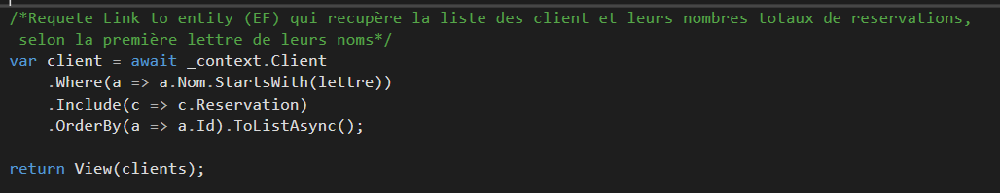 /*Requete Link to entity (EF) qui recupère la liste des client et leurs nombres totaux de reservations,
selon la première lettre de leurs noms*/
var client = await _context.Client
.Where(a => a.Nom.StartsWith(lettre))
.Include(c => c.Reservation)
.OrderBy(a => a.Id).ToListAsync();
return View(clients);